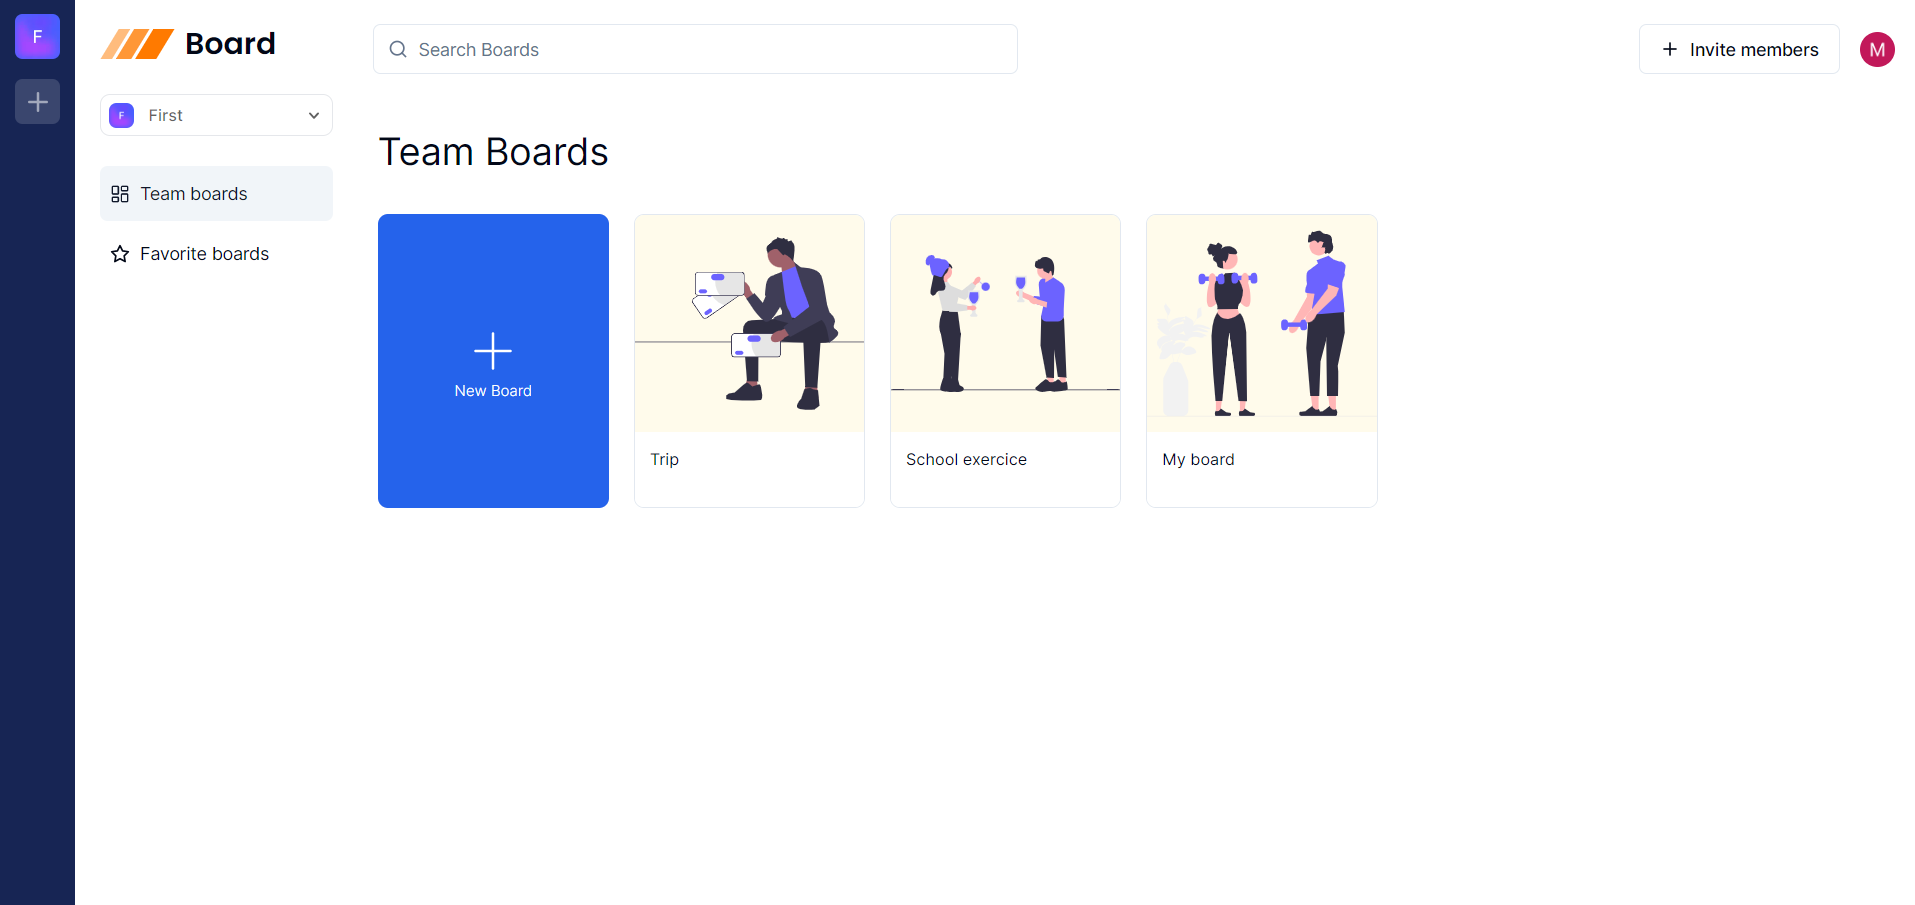 F
Board
Search Boards
Invite members
M
F
First
Team boards
Favorite boards
Team Boards
New Board
Trip
School exercice
My board